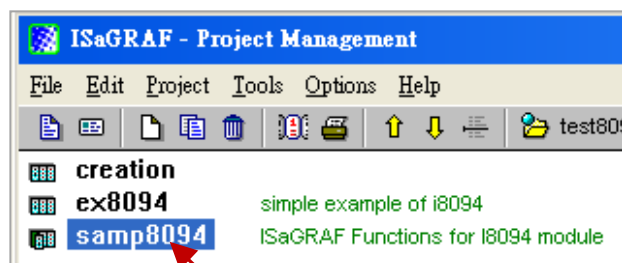 ISaGRAF - Project Management
File Edit Project Tools Options Help
test809
creation
ex8094 simple example of i8094
samp8094 ISaGRAF Functions for I8094 module